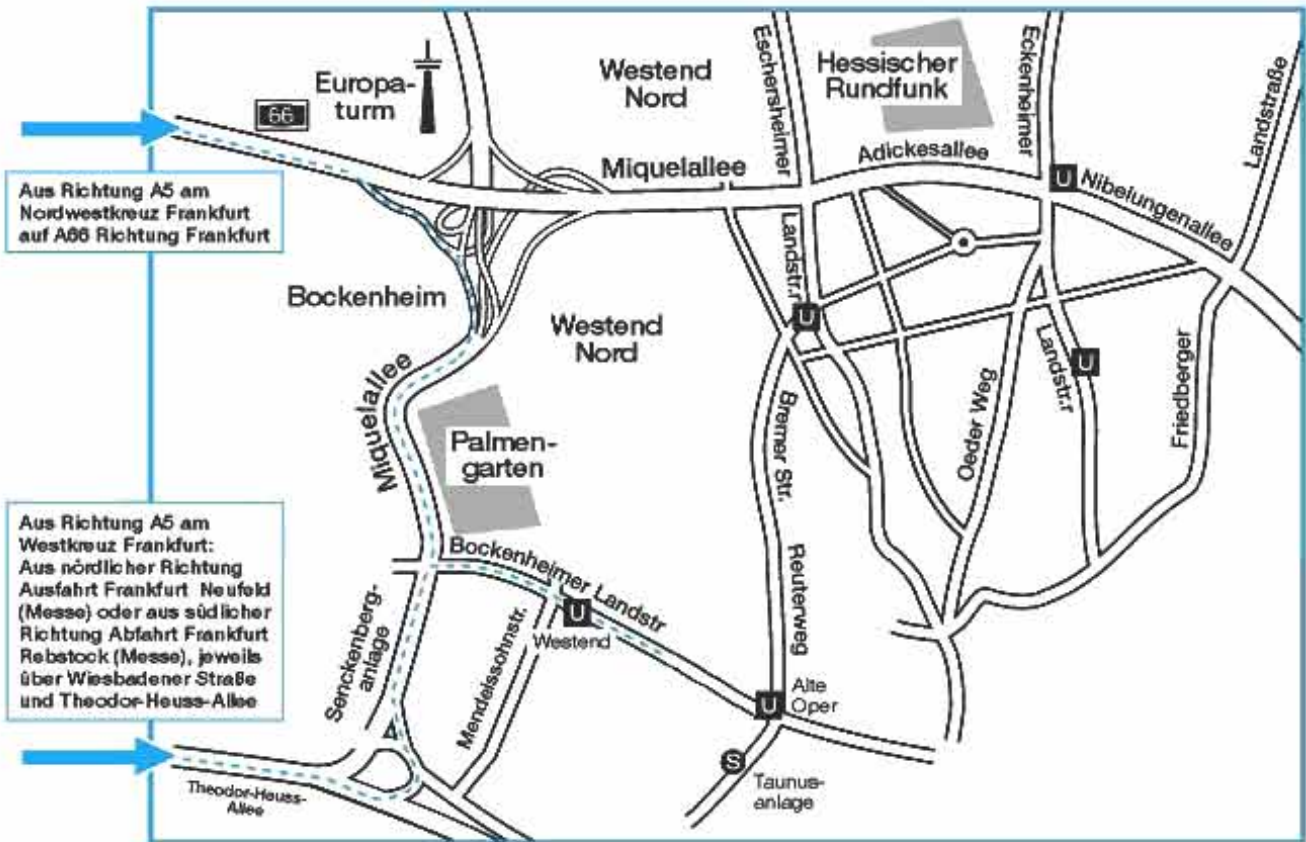 Europa-
turm
66
Westend
Nord
Eschersheimer
Landstr.r
Hessischer
Rundfunk
Eckenheimer
Landstr.r
Landstraße
Friedberger
Miquelallee
Adickesallee
U
Nibelungenallee
Aus Richtung A5 am
Nordwestkreuz Frankfurt
auf A66 Richtung Frankfurt
Bockenheim
Westend
Nord
U
U
Miquelallee
Palmen-
garten
Bremer Str.
Oeder Weg
Aus Richtung A5 am
Westkreuz Frankfurt:
Aus nördlicher Richtung
Ausfahrt Frankfurt Neufeld
(Messe) oder aus südlicher
Richtung Abfahrt Frankfurt
Rebstock (Messe), jeweils
über Wiesbadener Straße
und Theodor-Heuss-Allee
Bockenheimer Landstr
Reuterweg
U
Westend
Senckenberg-
anlage
Mendelssohnstr.
U
Alte
Oper
S
Taunus-
anlage
Theodor-Heuss-
Allee